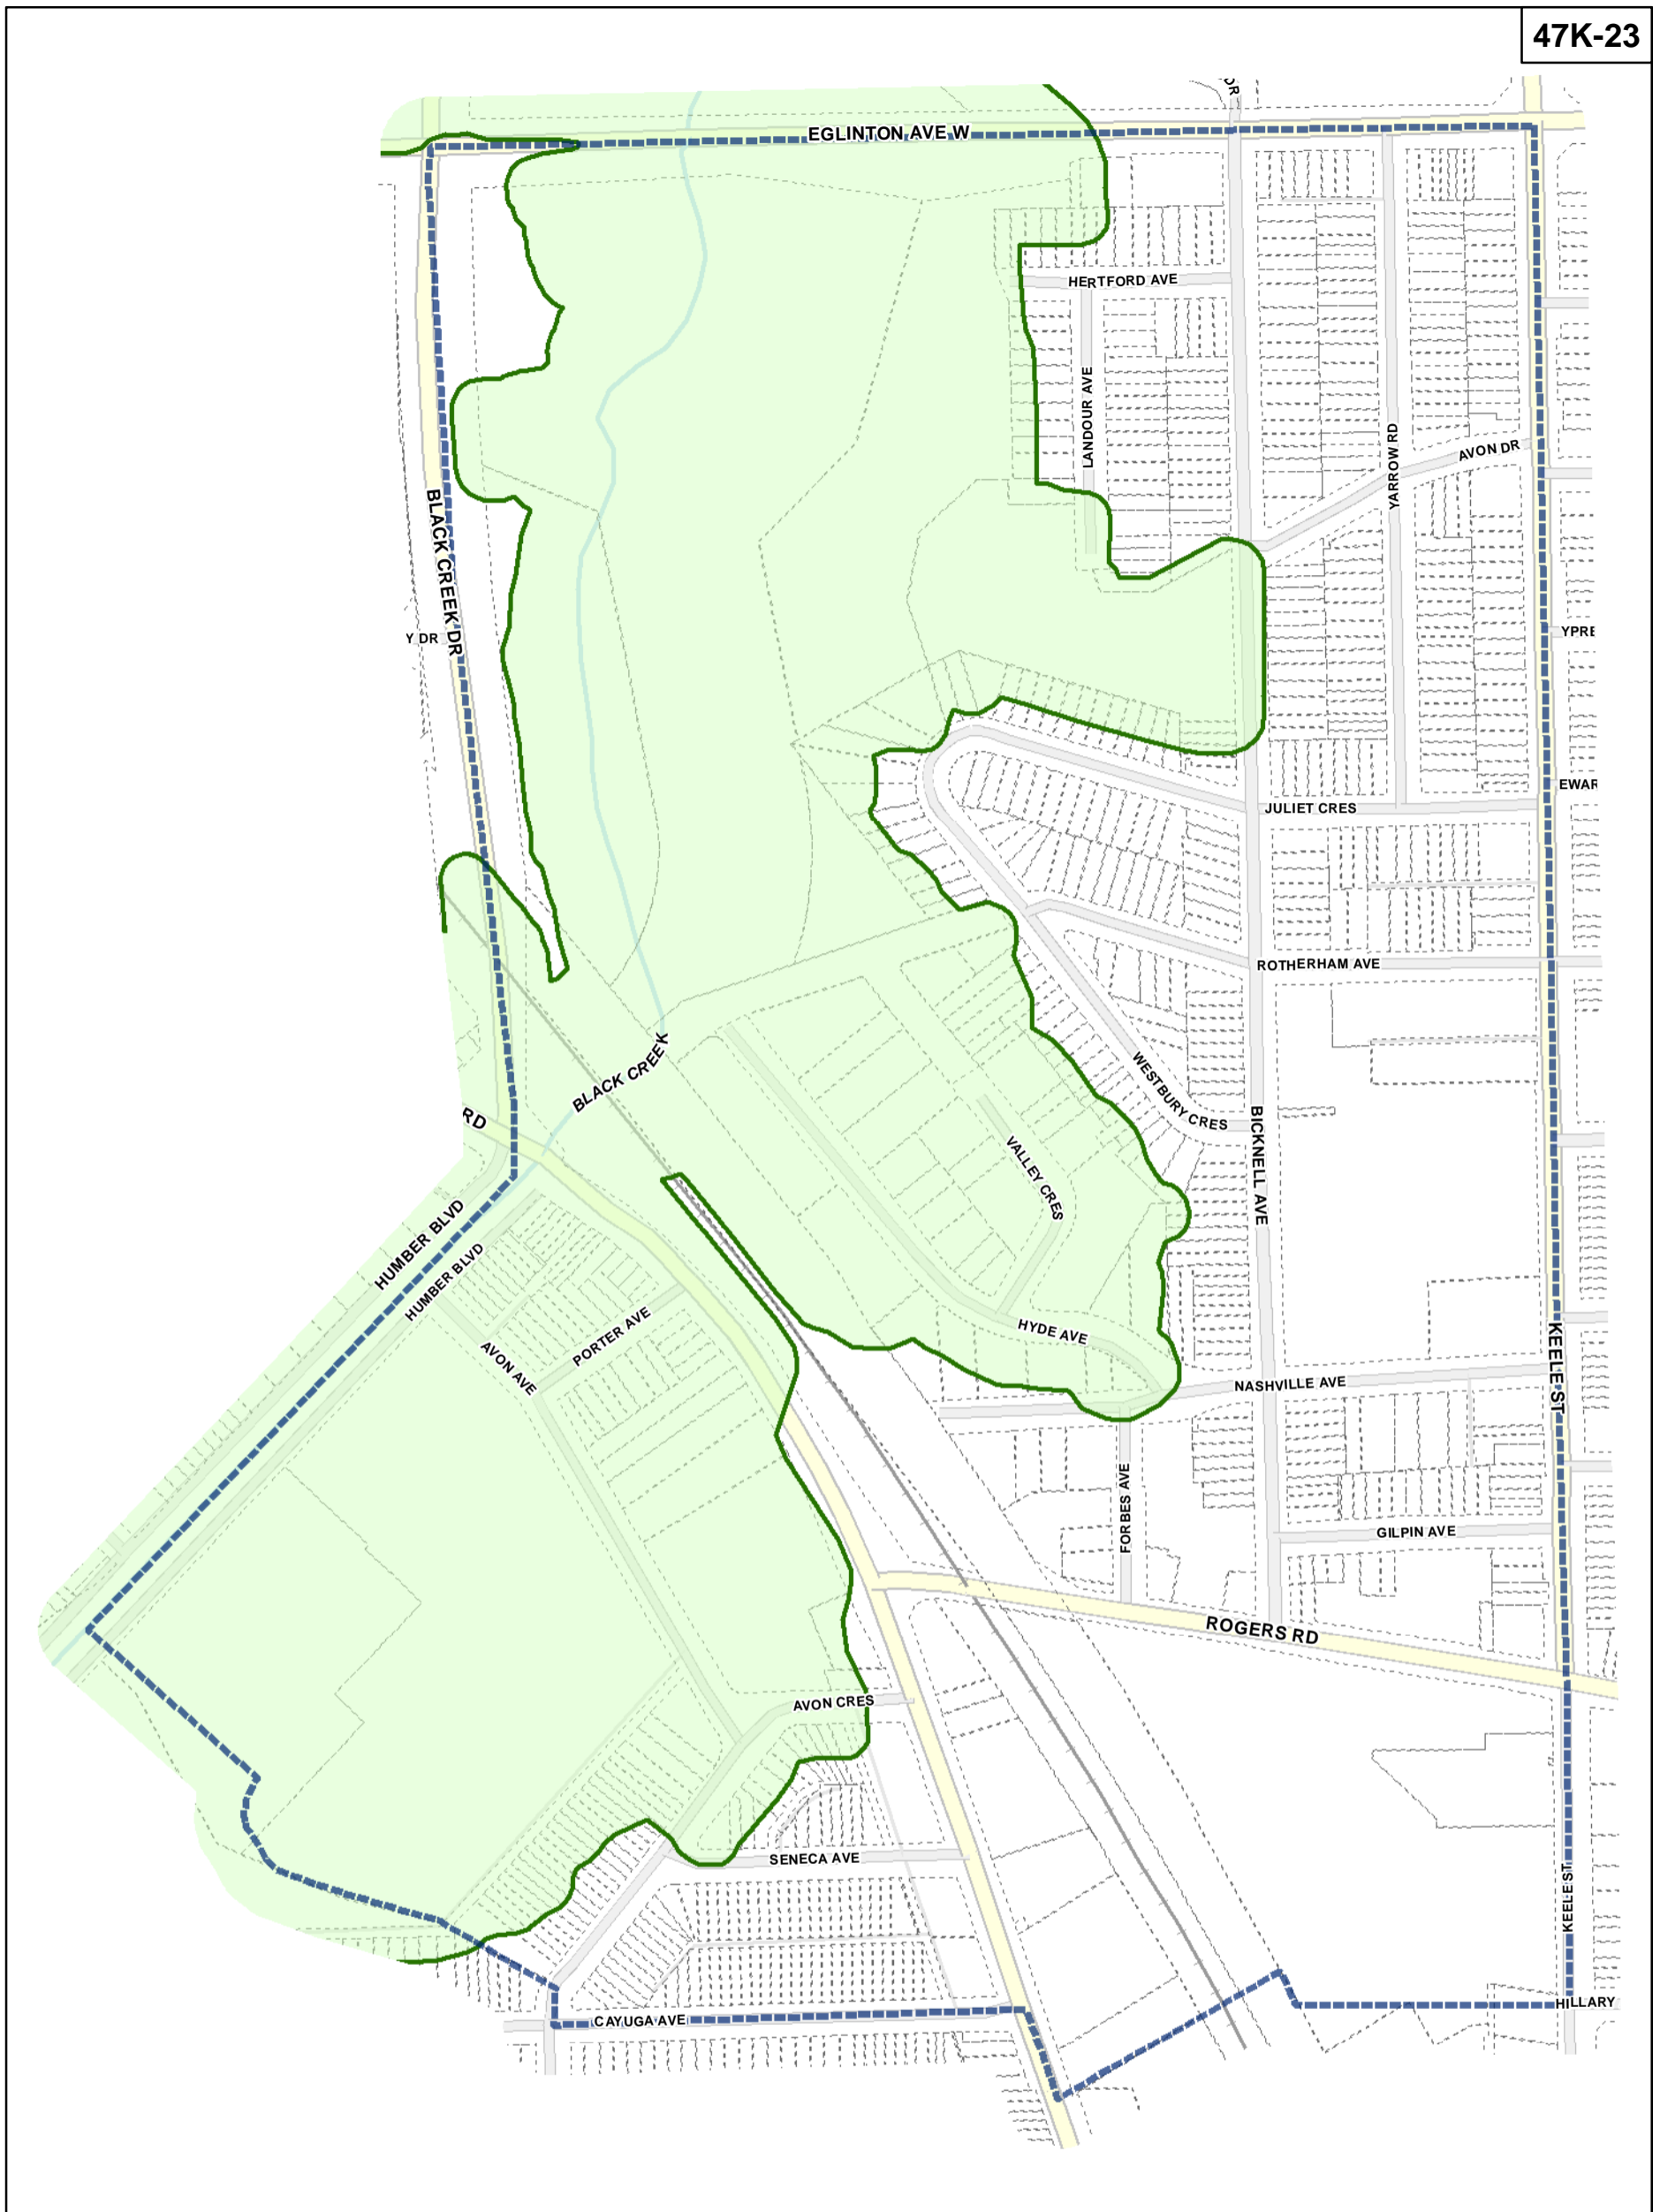 47K-23
DR
EGLINTON AVE W
HERTFORD AVE
LANDOUR AVE
YARROW RD
AVON DR
BLACK CREEK DR
Y DR
YPRE
EWAR
JULIET CRES
ROTHERHAM AVE
BLACK CREEK
WESTBURY CRES
RD
BICKNELL AVE
VALLEY CRES
HUMBER BLVD
HUMBER BLVD
PORTER AVE
AVON AVE
HYDE AVE
NASHVILLE AVE
KEELE ST
FORBES AVE
GILPIN AVE
ROGERS RD
AVON CRES
SENECA AVE
KEELE ST
HILLARY
CAYUGA AVE